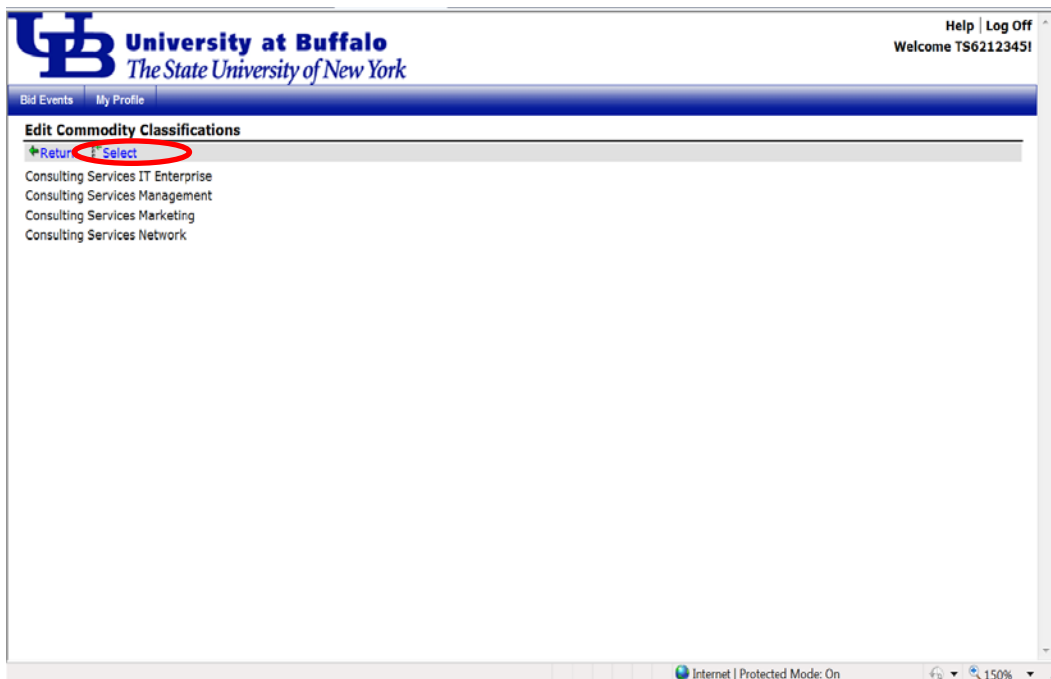 UB
Help | Log Off
University at Buffalo
Welcome TS6212345!
The State University of New York
Bid Events My Profile
Edit Commodity Classifications
Return Select
Consulting Services IT Enterprise
Consulting Services Management
Consulting Services Marketing
Consulting Services Network
Internet | Protected Mode: On 150%